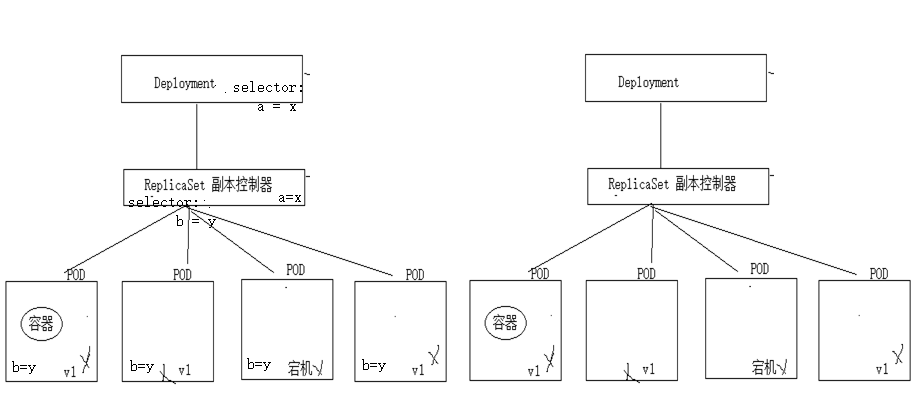 Deployment
selector:
a = x
ReplicaSet 副本控制器
a=x
selector:
b = y
POD
POD
POD
POD
容器
b=y
v1
b=y
v1
b=y
宕机
b=y
v1
Deployment
ReplicaSet 副本控制器
POD
POD
POD
POD
容器
v1
v1
宕机
v1